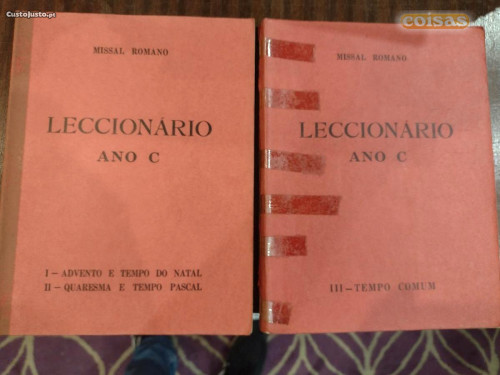 CustoJusto.pt
coisas
MISSAL ROMANO
LECCIONÁRIO
ANO C
I — ADVENTO E TEMPO DO NATAL
II — QUARESMA E TEMPO PASCAL
MISSAL ROMANO
LECCIONÁRIO
ANO C
III — TEMPO COMUM